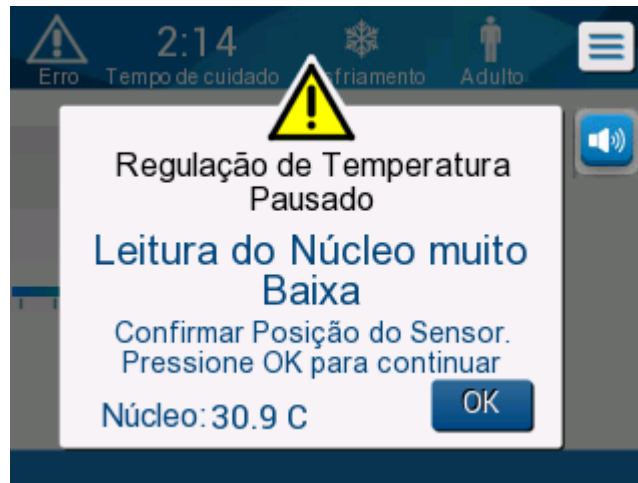 2:14
Erro Tempo de cuidado sfriamento Adulto
Regulação de Temperatura
Pausado
Leitura do Núcleo muito
Baixa
Confirmar Posição do Sensor.
Pressione OK para continuar
Núcleo: 30.9 C
OK